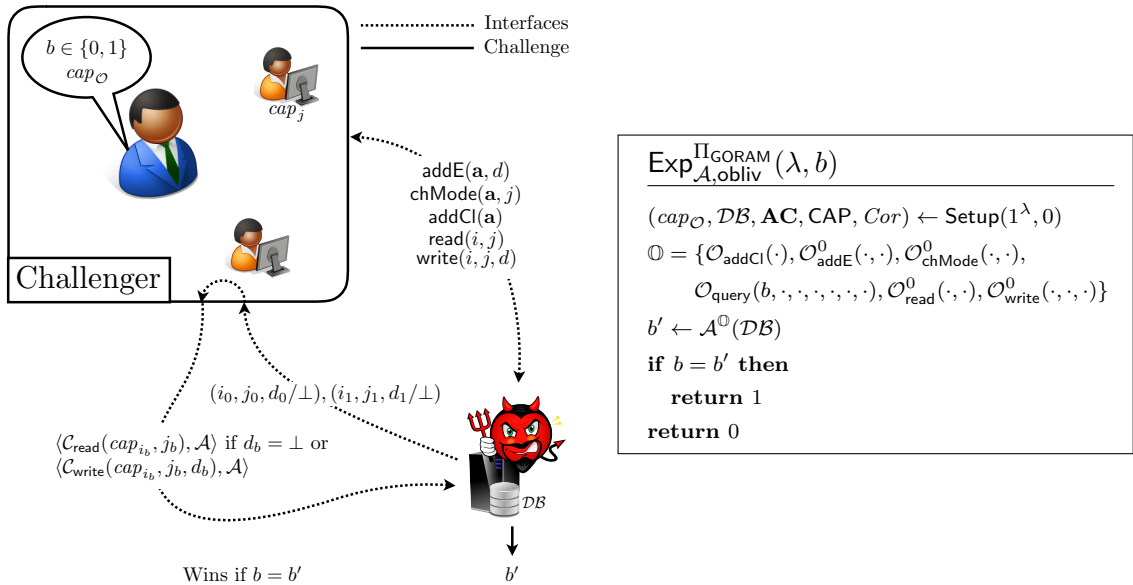 Interfaces
Challenge
b ∈ {0, 1}
cap_𝒪
cap_j
addE(𝐚, d)
chMode(𝐚, j)
addCl(𝐚)
read(i, j)
write(i, j, d)
Challenger
(i_0, j_0, d_0/⊥), (i_1, j_1, d_1/⊥)
⟨𝒞_read(cap_{i_b}, j_b), 𝒜⟩ if d_b = ⊥ or
⟨𝒞_write(cap_{i_b}, j_b, d_b), 𝒜⟩
𝒟ℬ
Wins if b = b′
b′
Exp^{Π_GORAM}_{𝒜,obliv}(λ, b)
(cap_𝒪, 𝒟ℬ, 𝐀𝐂, CAP, Cor) ← Setup(1^λ, 0)
𝕆 = {𝒪_addCl(·), 𝒪^0_addE(·, ·), 𝒪^0_chMode(·, ·),
𝒪_query(b, ·, ·, ·, ·, ·, ·), 𝒪^0_read(·, ·), 𝒪^0_write(·, ·, ·)}
b′ ← 𝒜^𝕆(𝒟ℬ)
if b = b′ then
return 1
return 0